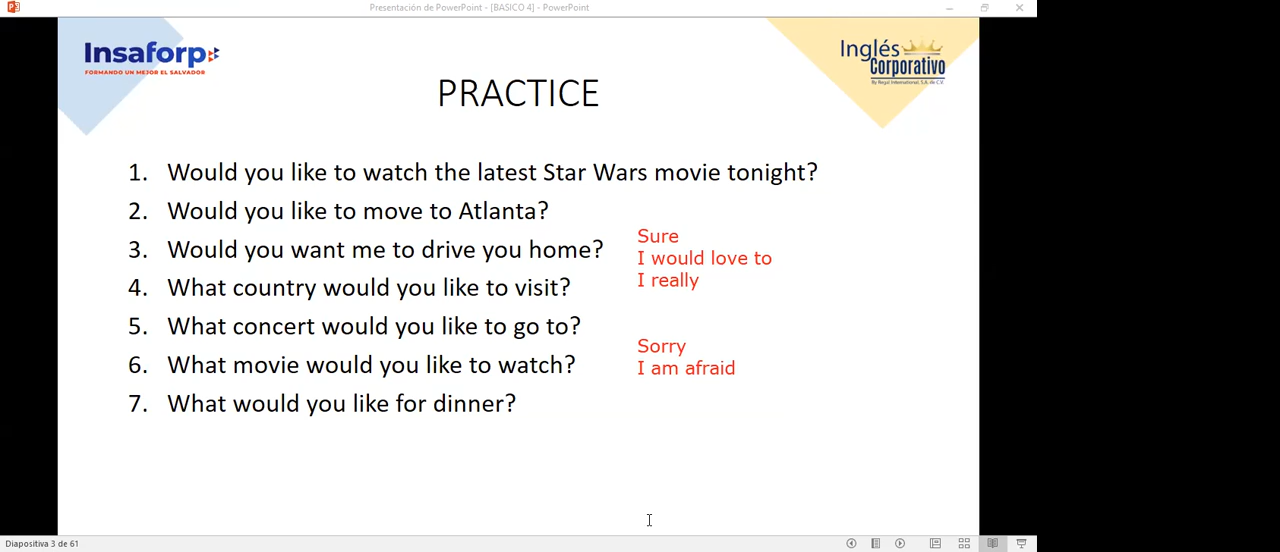 Presentación de PowerPoint - [BASICO 4] - PowerPoint
Insaforp
FORMANDO UN MEJOR EL SALVADOR
Inglés
Corporativo
Ny Regal International, S.A. de C.V.
PRACTICE
1. Would you like to watch the latest Star Wars movie tonight?
2. Would you like to move to Atlanta?
3. Would you want me to drive you home?
4. What country would you like to visit?
5. What concert would you like to go to?
6. What movie would you like to watch?
7. What would you like for dinner?
Sure
I would love to
I really
Sorry
I am afraid
Diapositiva 3 de 61